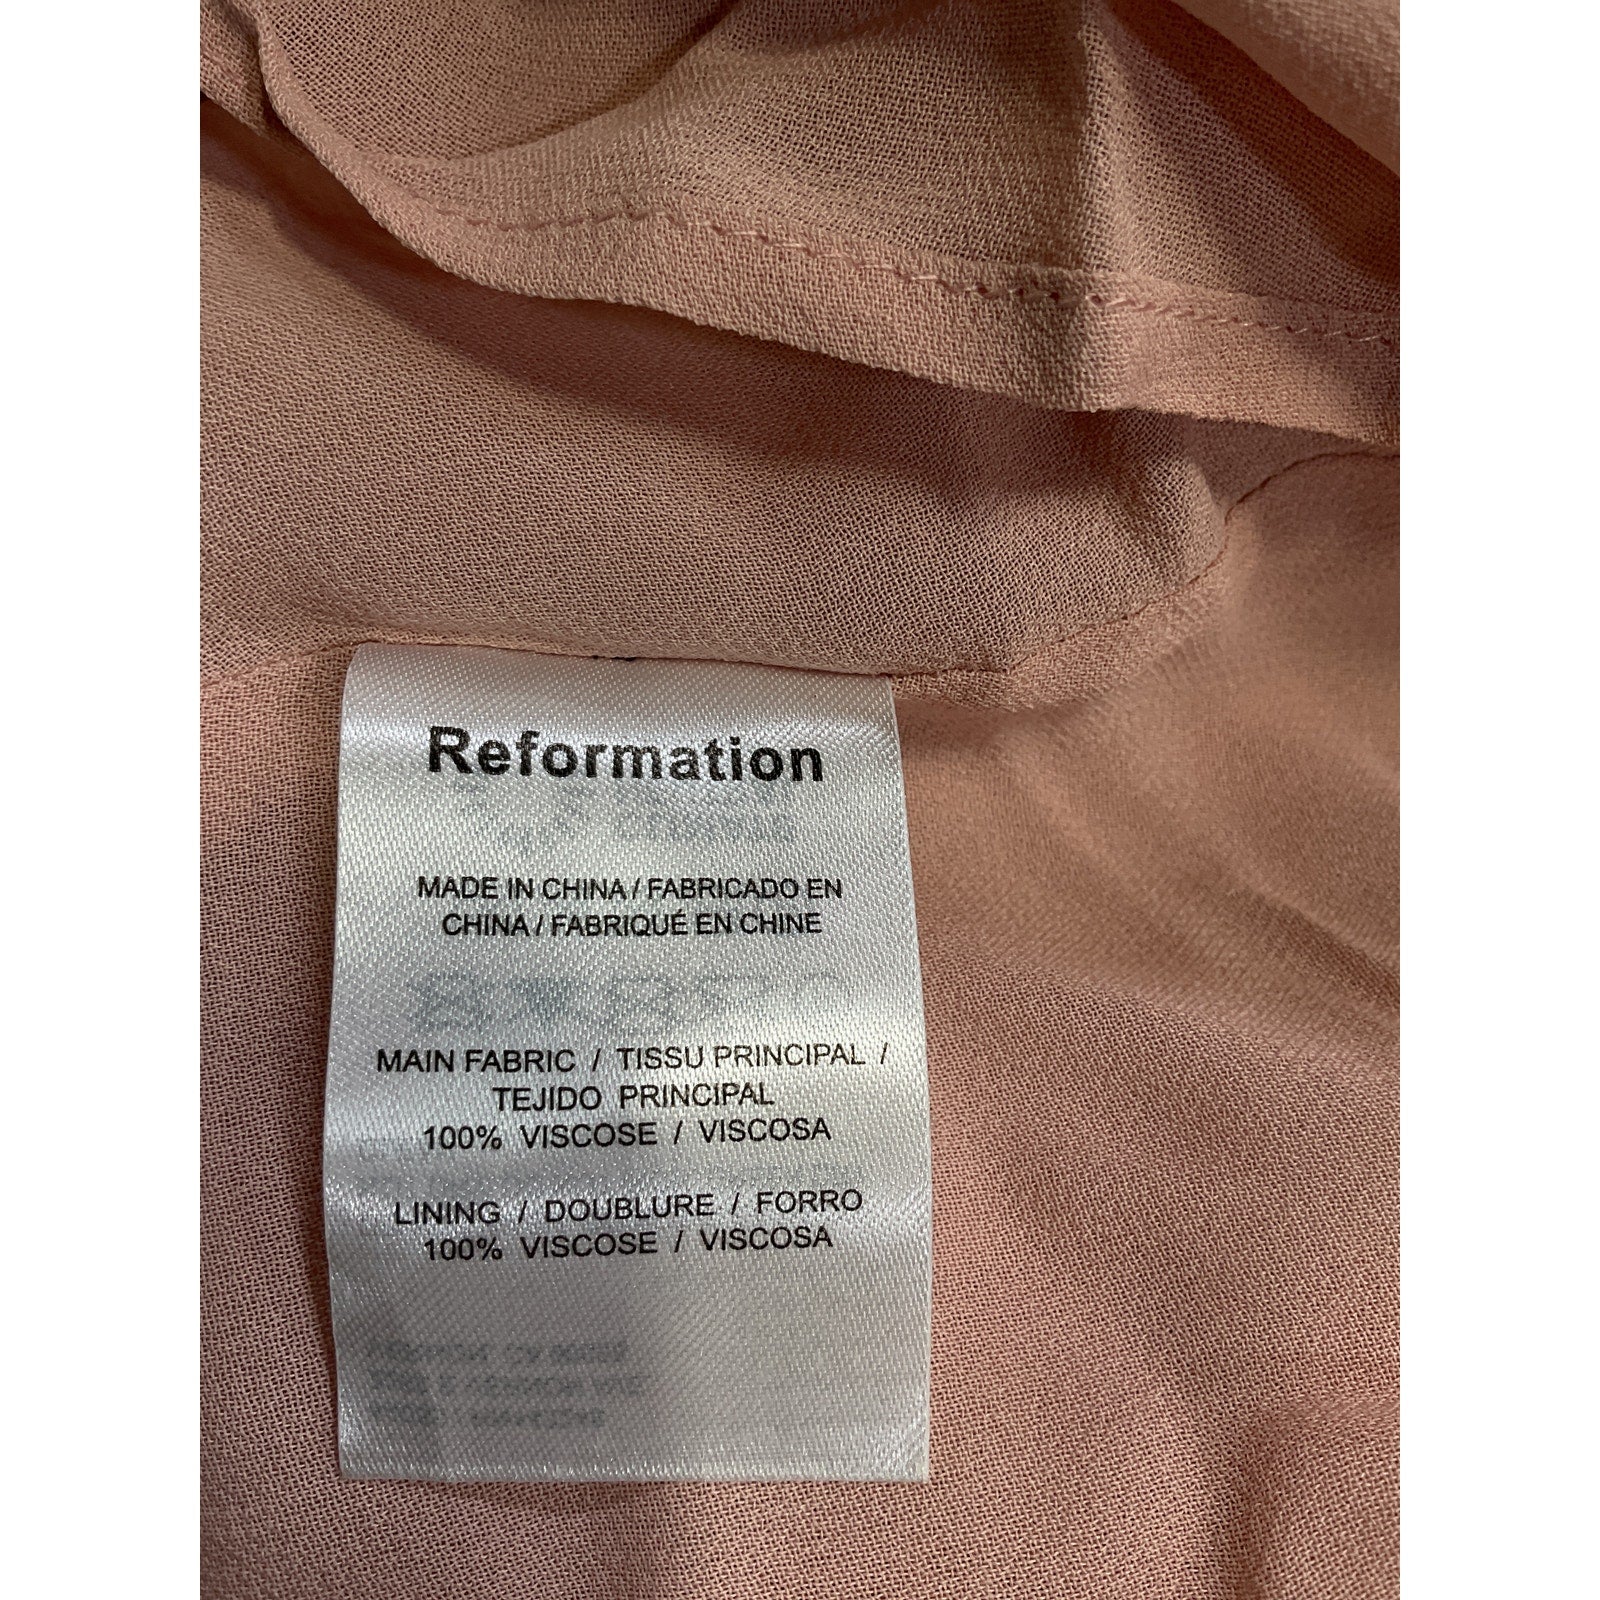 Reformation
MADE IN CHINA / FABRICADO EN
CHINA / FABRIQUÉ EN CHINE
MAIN FABRIC / TISSU PRINCIPAL /
TEJIDO PRINCIPAL
100% VISCOSE / VISCOSA
LINING / DOUBLURE / FORRO
100% VISCOSE / VISCOSA